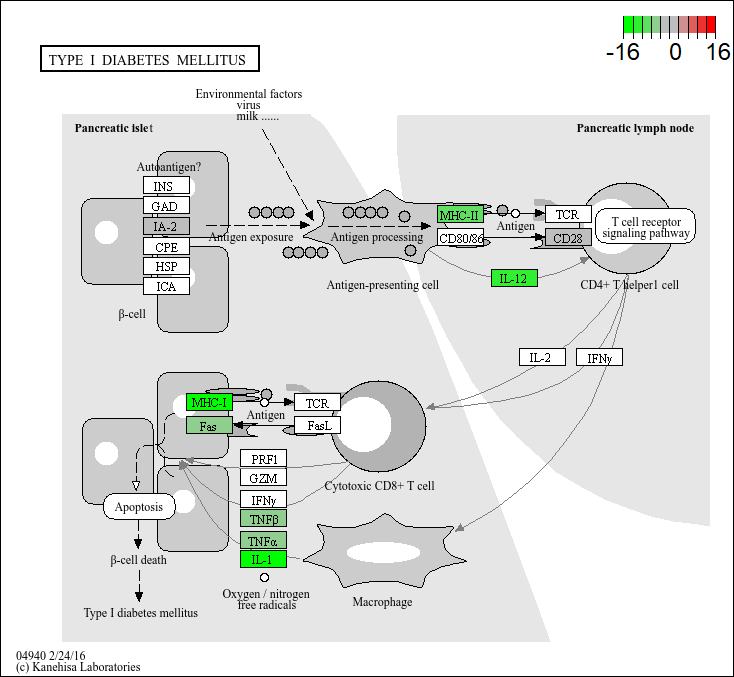 -16 0 16
TYPE I DIABETES MELLITUS
Environmental factors
virus
milk ......
Pancreatic islet
Pancreatic lymph node
Autoantigen?
INS
GAD
IA-2
CPE
HSP
ICA
β-cell
Antigen exposure
Antigen processing
Antigen-presenting cell
MHC-II
CD80/86
Antigen
TCR
CD28
T cell receptor
signaling pathway
IL-12
CD4+ T helper1 cell
IL-2
IFNγ
MHC-I
Fas
Antigen
TCR
FasL
PRF1
GZM
IFNγ
TNFβ
TNFα
IL-1
Cytotoxic CD8+ T cell
Apoptosis
β-cell death
Type I diabetes mellitus
Oxygen / nitrogen
free radicals
Macrophage
04940 2/24/16
(c) Kanehisa Laboratories